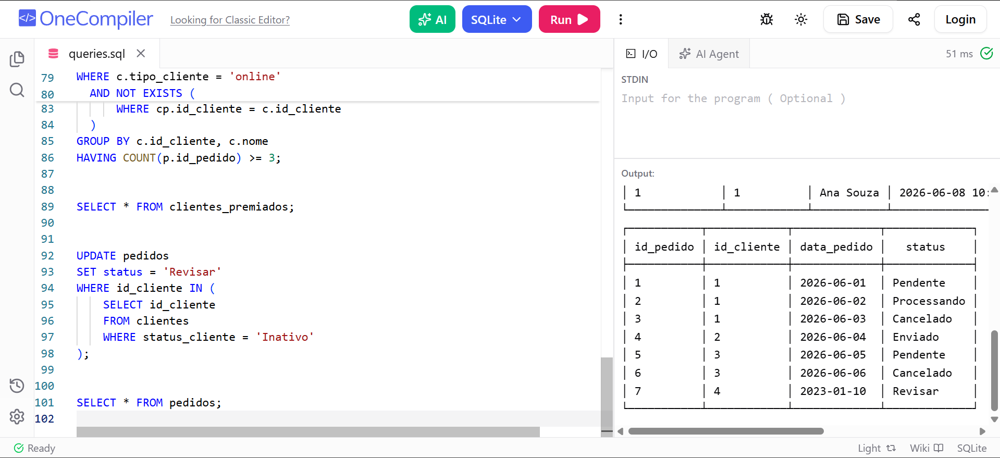 </> OneCompiler Looking for Classic Editor? AI SQLite Run Save Login
queries.sql
79 WHERE c.tipo_cliente = 'online'
80 AND NOT EXISTS (
83 WHERE cp.id_cliente = c.id_cliente
84 )
85 GROUP BY c.id_cliente, c.nome
86 HAVING COUNT(p.id_pedido) >= 3;
87
88
89 SELECT * FROM clientes_premiados;
90
91
92 UPDATE pedidos
93 SET status = 'Revisar'
94 WHERE id_cliente IN (
95 SELECT id_cliente
96 FROM clientes
97 WHERE status_cliente = 'Inativo'
98 );
99
100
101 SELECT * FROM pedidos;
102
I/O AI Agent 51 ms
STDIN
Input for the program ( Optional )
Output:
│ 1 │ 1 │ Ana Souza │ 2026-06-08 10:
│ id_pedido │ id_cliente │ data_pedido │ status │
│ 1 │ 1 │ 2026-06-01 │ Pendente │
│ 2 │ 1 │ 2026-06-02 │ Processando │
│ 3 │ 1 │ 2026-06-03 │ Cancelado │
│ 4 │ 2 │ 2026-06-04 │ Enviado │
│ 5 │ 3 │ 2026-06-05 │ Pendente │
│ 6 │ 3 │ 2026-06-06 │ Cancelado │
│ 7 │ 4 │ 2023-01-10 │ Revisar │
Ready Light Wiki SQLite